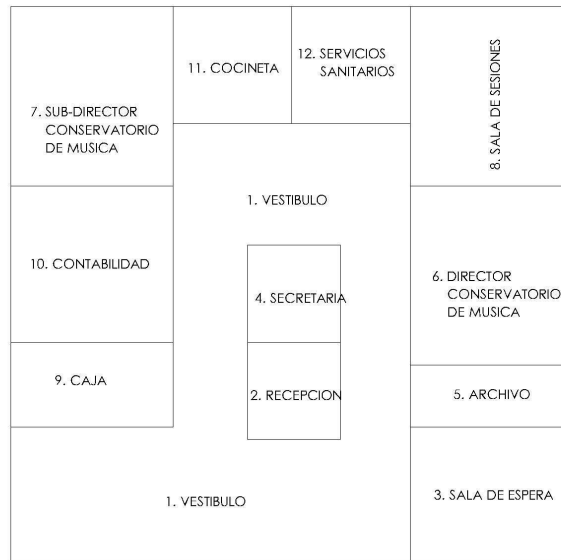 11. COCINETA
12. SERVICIOS
SANITARIOS
7. SUB-DIRECTOR
CONSERVATORIO
DE MUSICA
8. SALA DE SESIONES
1. VESTIBULO
10. CONTABILIDAD
4. SECRETARIA
6. DIRECTOR
CONSERVATORIO
DE MUSICA
9. CAJA
2. RECEPCION
5. ARCHIVO
1. VESTIBULO
3. SALA DE ESPERA